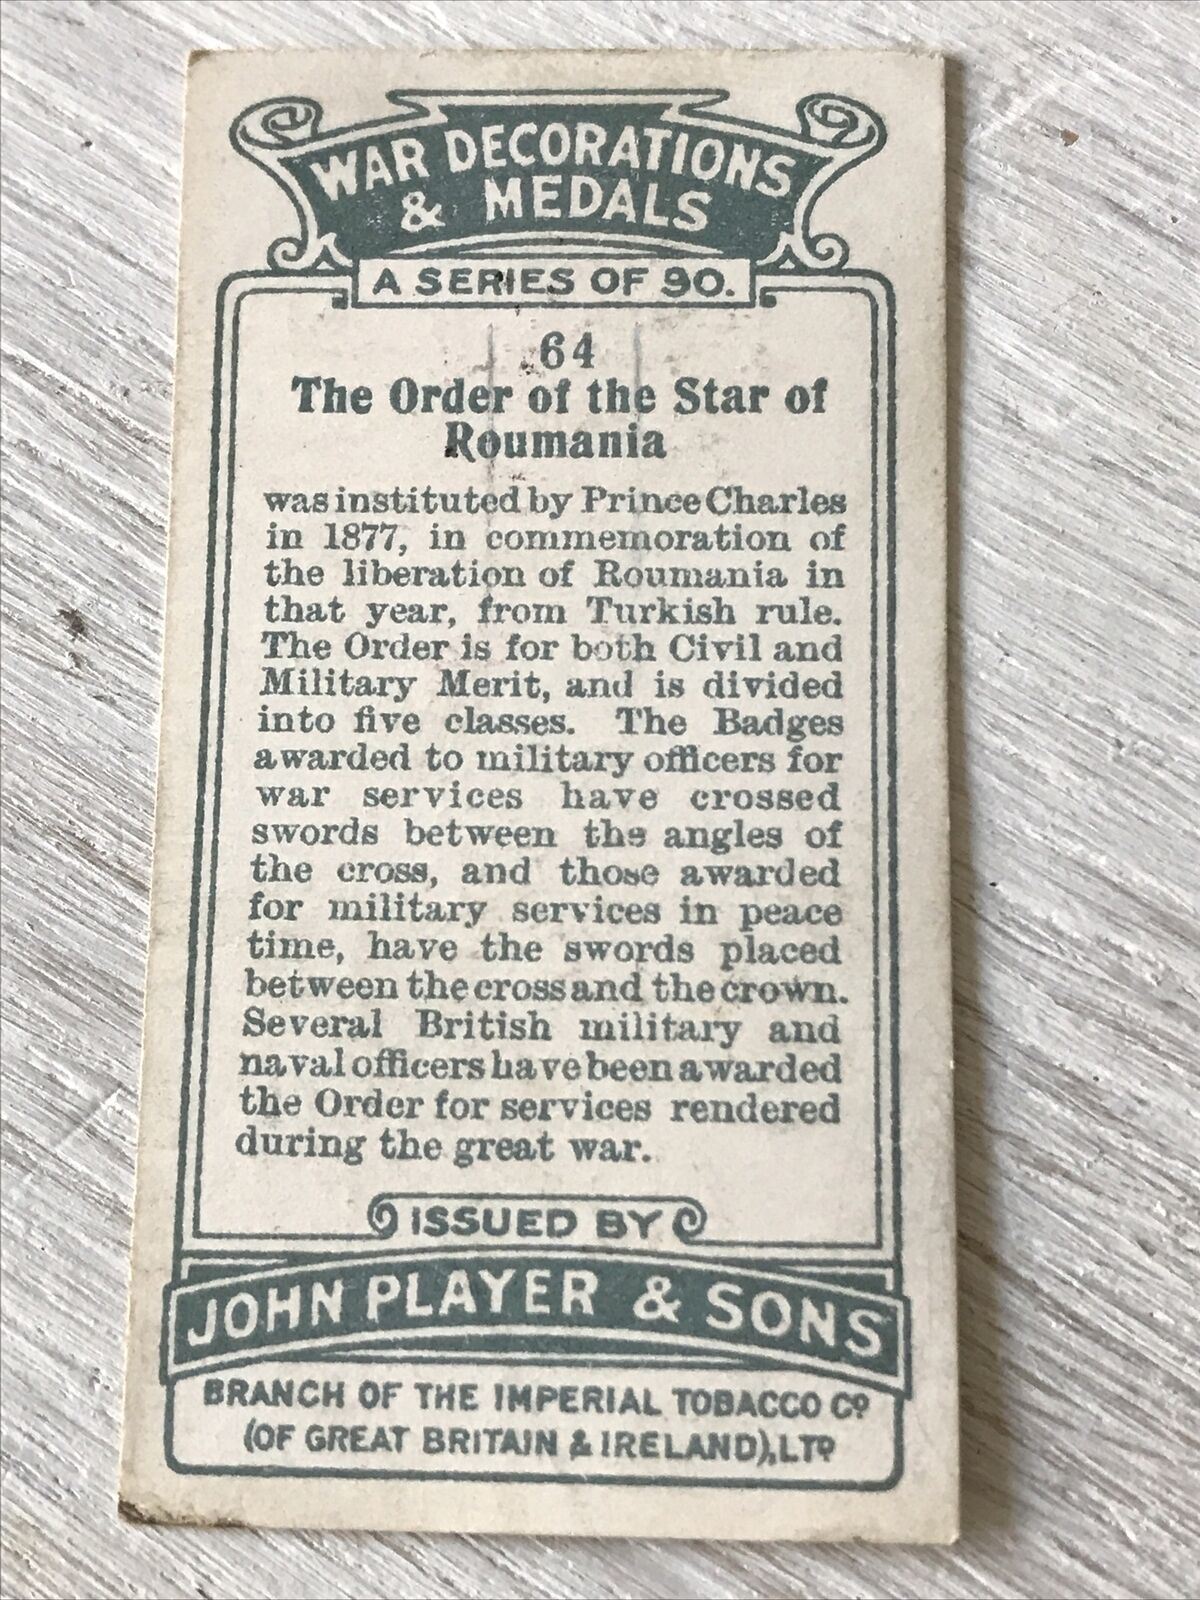 WAR DECORATIONS
& MEDALS
A SERIES OF 90.
64
The Order of the Star of
Roumania
was instituted by Prince Charles
in 1877, in commemoration of
the liberation of Roumania in
that year, from Turkish rule.
The Order is for both Civil and
Military Merit, and is divided
into five classes. The Badges
awarded to military officers for
war services have crossed
swords between the angles of
the cross, and those awarded
for military services in peace
time, have the swords placed
between the cross and the crown.
Several British military and
naval officers have been awarded
the Order for services rendered
during the great war.
ISSUED BY
JOHN PLAYER & SONS
BRANCH OF THE IMPERIAL TOBACCO Cº
(OF GREAT BRITAIN & IRELAND), LTD